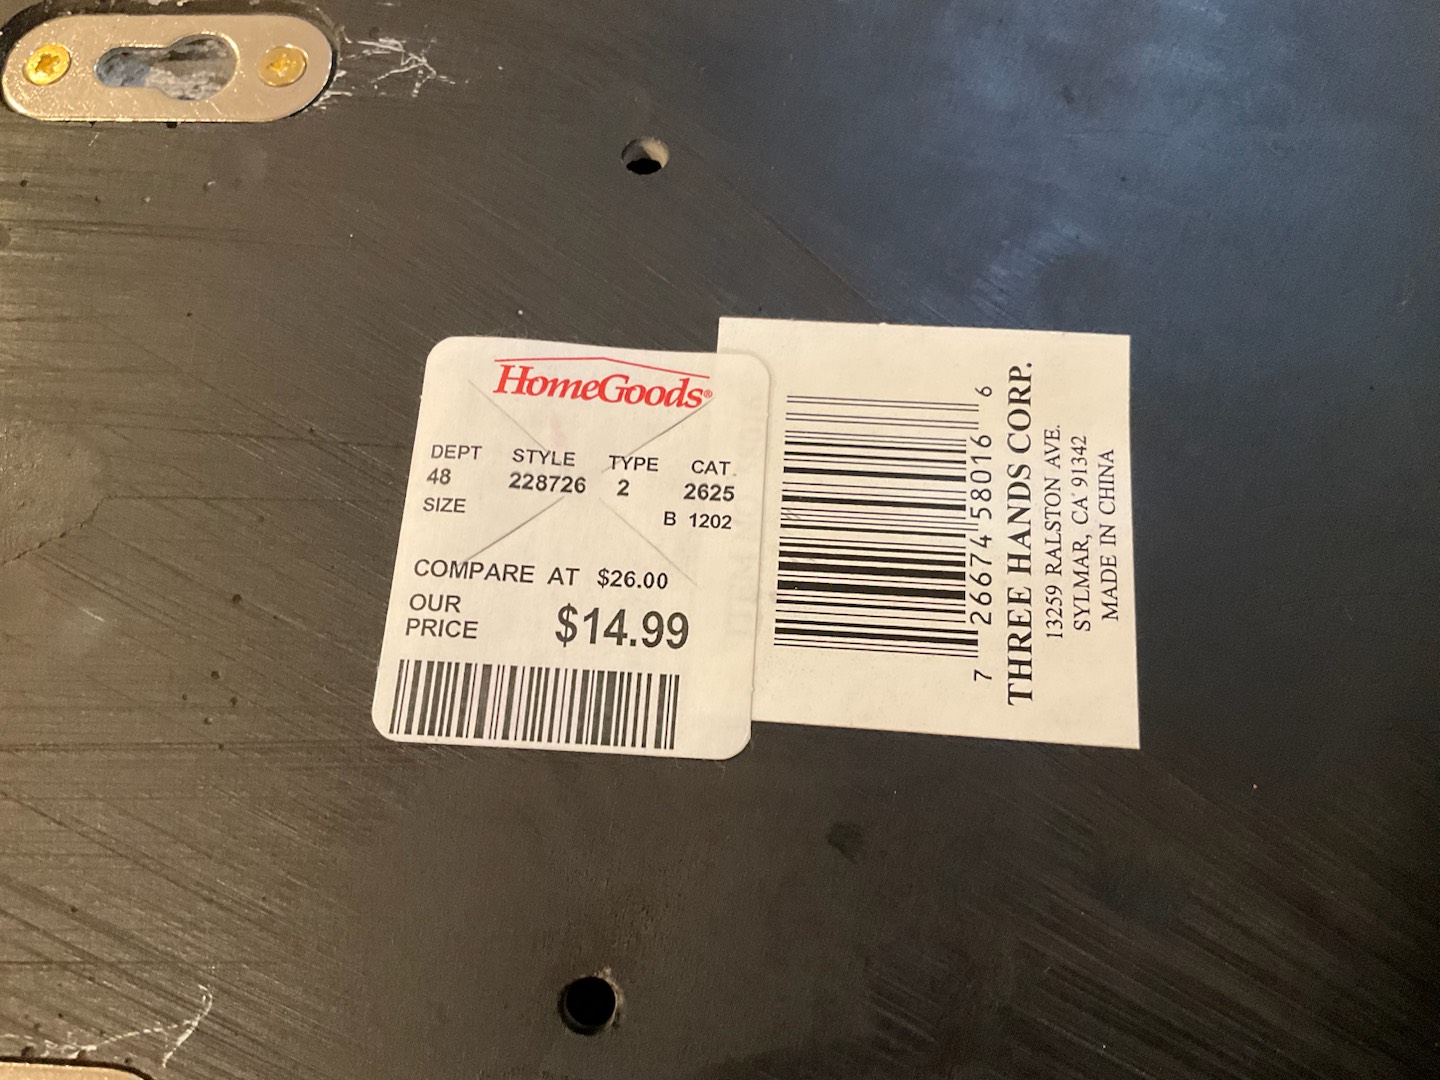 HomeGoods®
DEPT STYLE TYPE CAT.
48 228726 2 2625
SIZE B 1202
COMPARE AT $26.00
OUR PRICE $14.99
7 26674 58016 6
THREE HANDS CORP.
13259 RALSTON AVE.
SYLMAR, CA 91342
MADE IN CHINA